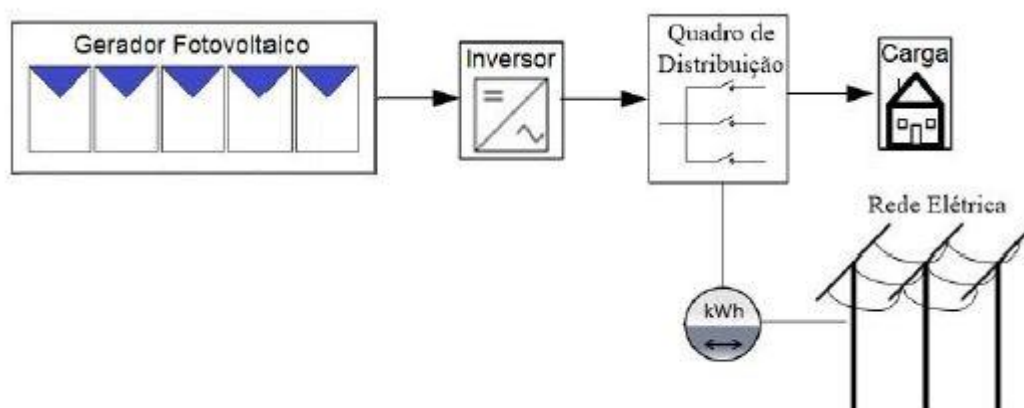 Gerador Fotovoltaico
Inversor
Quadro de
Distribuição
Carga
Rede Elétrica
kWh